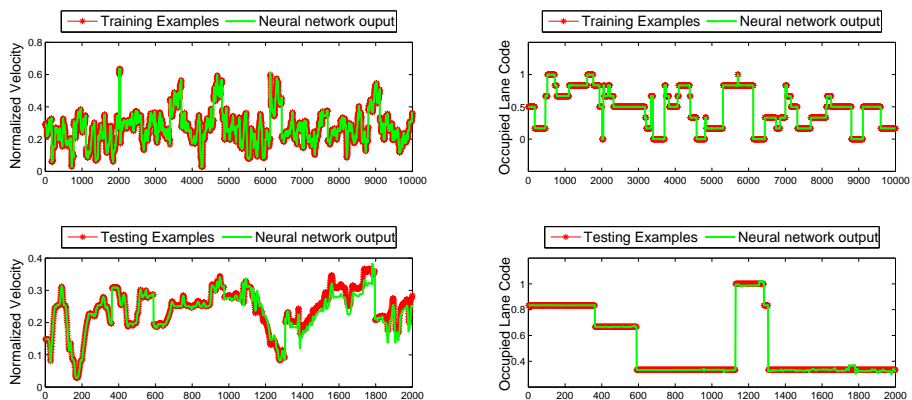 Training Examples Neural network ouput
Normalized Velocity
0.8
0.6
0.4
0.2
0
0 1000 2000 3000 4000 5000 6000 7000 8000 9000 10000
Training Examples Neural network output
Occupied Lane Code
1
0.5
0
0 1000 2000 3000 4000 5000 6000 7000 8000 9000 10000
Testing Examples Neural network output
Normalized Velocity
0.4
0.3
0.2
0.1
0
0 200 400 600 800 1000 1200 1400 1600 1800 2000
Testing Examples Neural network output
Occupied Lane Code
1
0.8
0.6
0.4
0 200 400 600 800 1000 1200 1400 1600 1800 2000